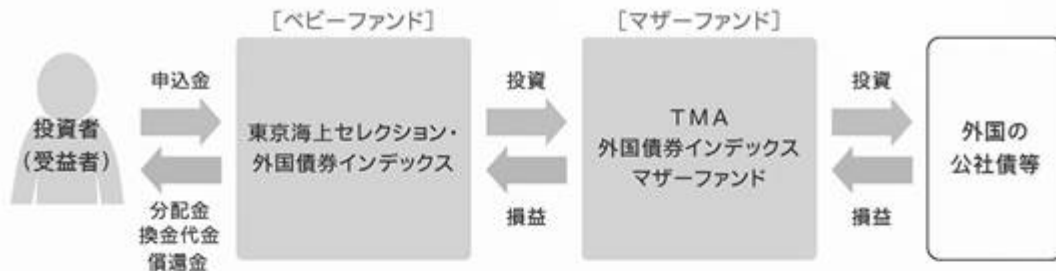 [ベビーファンド]
[マザーファンド]
投資者
(受益者)
申込金
分配金
換金代金
償還金
東京海上セレクション・
外国債券インデックス
投資
損益
TMA
外国債券インデックス
マザーファンド
投資
損益
外国の
公社債等